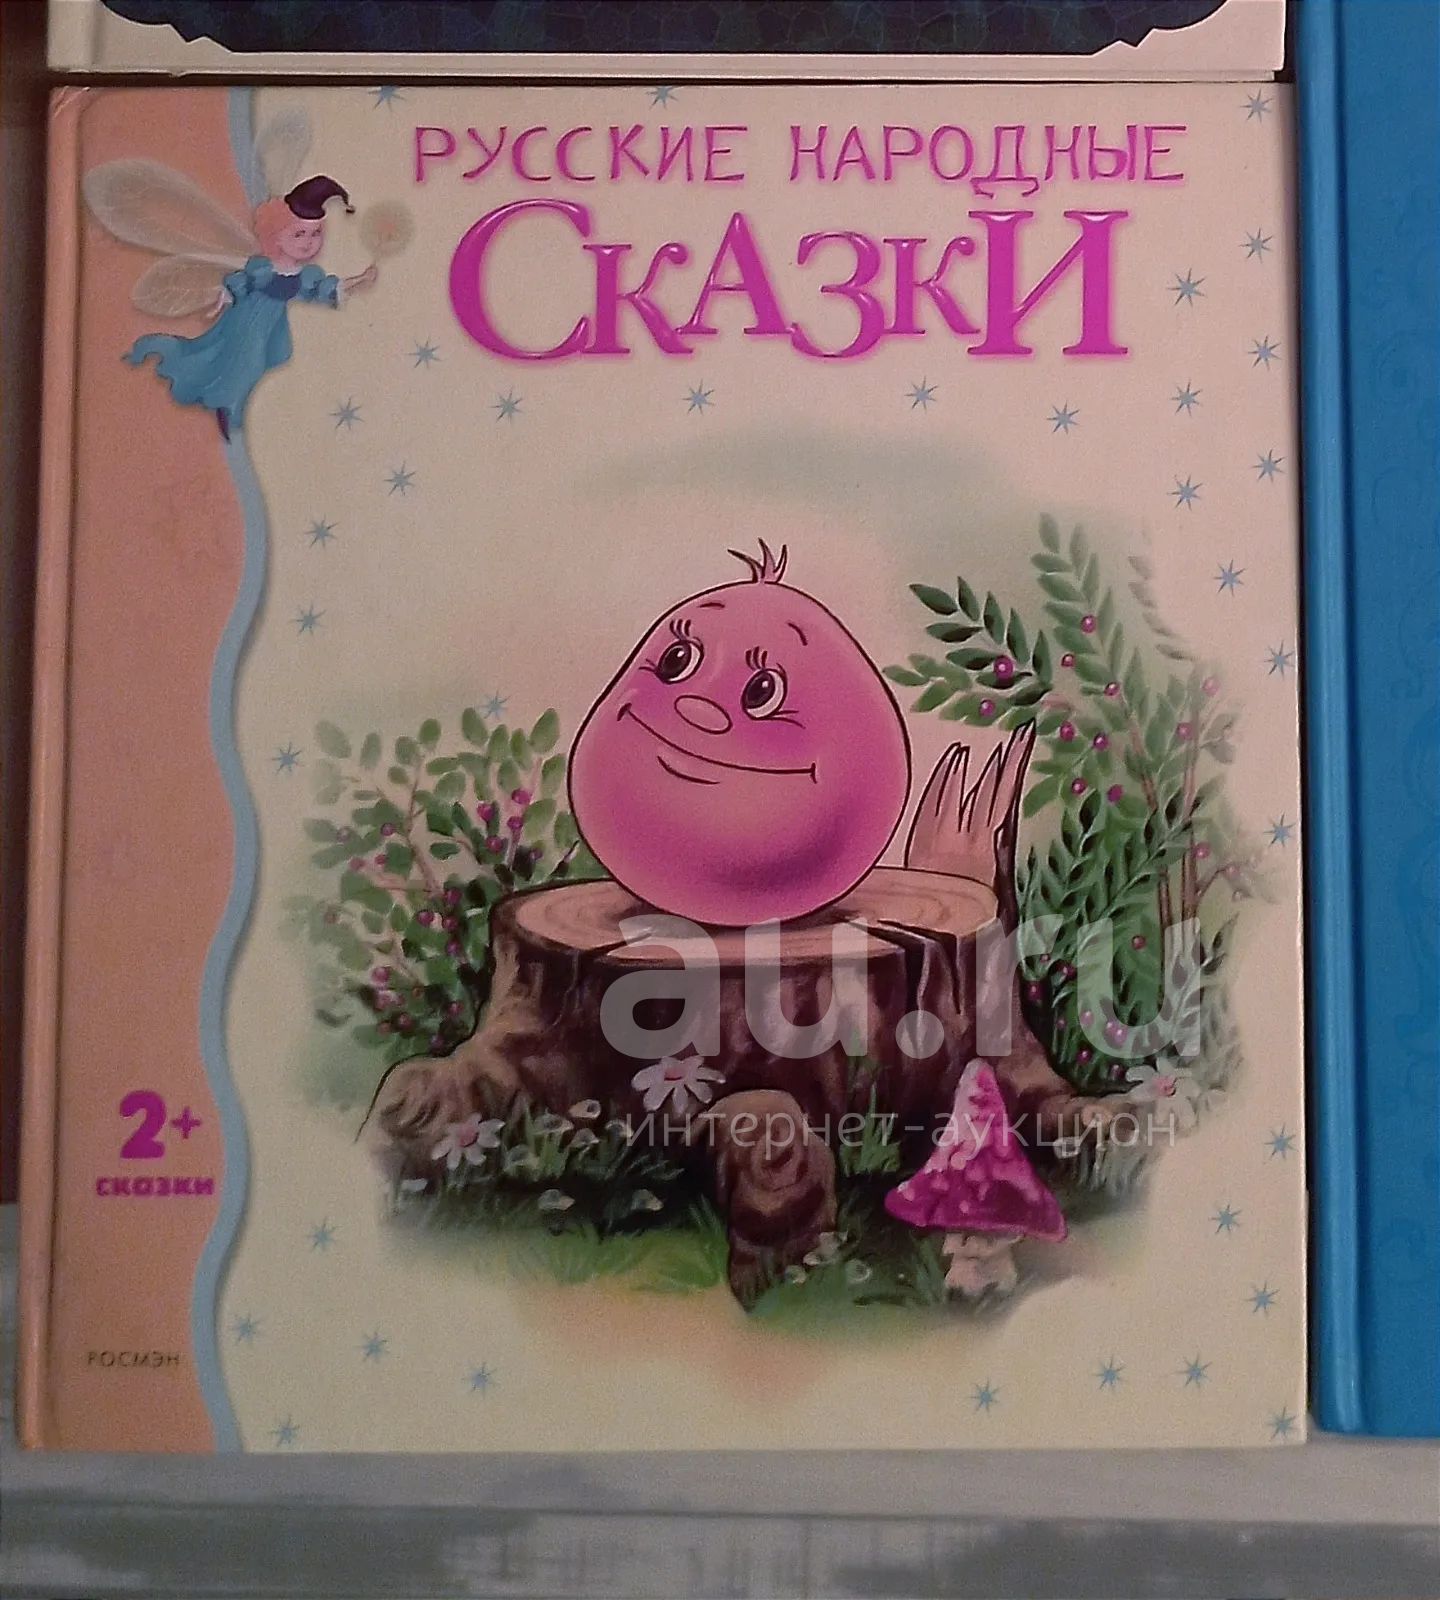 РУССКИЕ НАРОДНЫЕ
СКАЗКИ
au.ru
интернет-аукцион
2+
сказки
РОСМЭН